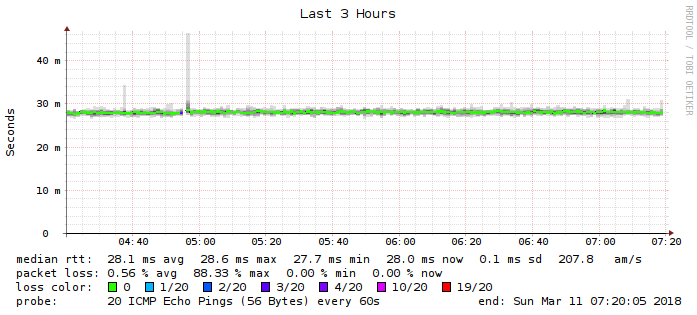 Last 3 Hours
RRDTOOL / TOBI OETIKER
Seconds
40 m
30 m
20 m
10 m
0
04:40 05:00 05:20 05:40 06:00 06:20 06:40 07:00 07:20
median rtt: 28.1 ms avg 28.6 ms max 27.7 ms min 28.0 ms now 0.1 ms sd 207.8 am/s
packet loss: 0.56 % avg 88.33 % max 0.00 % min 0.00 % now
loss color: 0 1/20 2/20 3/20 4/20 10/20 19/20
probe: 20 ICMP Echo Pings (56 Bytes) every 60s end: Sun Mar 11 07:20:05 2018